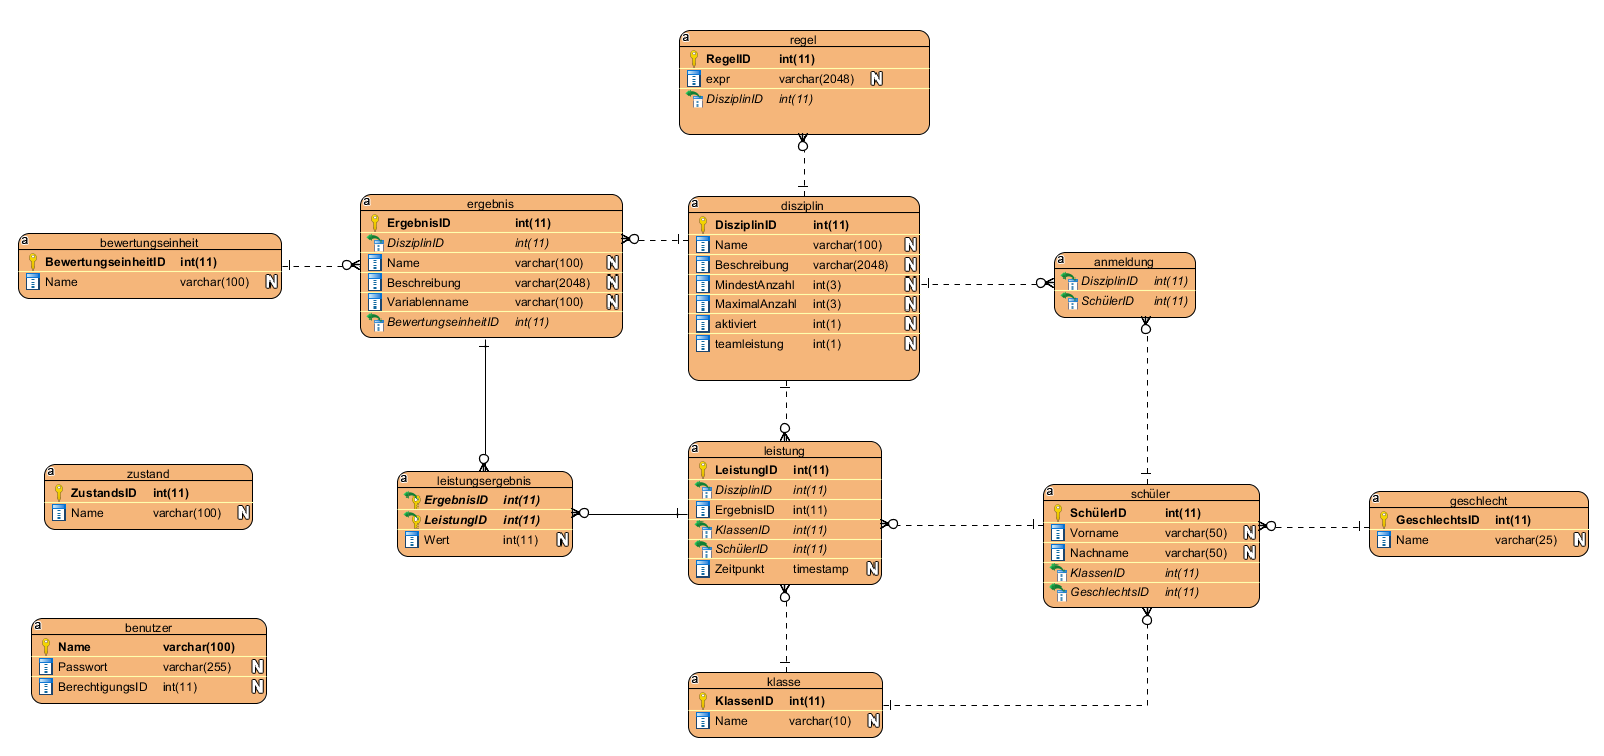 regel
RegelID int(11)
expr varchar(2048) N
DisziplinID int(11)
ergebnis
ErgebnisID int(11)
DisziplinID int(11)
Name varchar(100) N
Beschreibung varchar(2048) N
Variablenname varchar(100) N
BewertungseinheitID int(11)
disziplin
DisziplinID int(11)
Name varchar(100) N
Beschreibung varchar(2048) N
MindestAnzahl int(3) N
MaximalAnzahl int(3) N
aktiviert int(1) N
teamleistung int(1) N
bewertungseinheit
BewertungseinheitID int(11)
Name varchar(100) N
anmeldung
DisziplinID int(11)
SchülerID int(11)
zustand
ZustandsID int(11)
Name varchar(100) N
leistungsergebnis
ErgebnisID int(11)
LeistungID int(11)
Wert int(11) N
leistung
LeistungID int(11)
DisziplinID int(11)
ErgebnisID int(11)
KlassenID int(11)
SchülerID int(11)
Zeitpunkt timestamp N
schüler
SchülerID int(11)
Vorname varchar(50) N
Nachname varchar(50) N
KlassenID int(11)
GeschlechtsID int(11)
geschlecht
GeschlechtsID int(11)
Name varchar(25) N
benutzer
Name varchar(100)
Passwort varchar(255) N
BerechtigungsID int(11) N
klasse
KlassenID int(11)
Name varchar(10) N